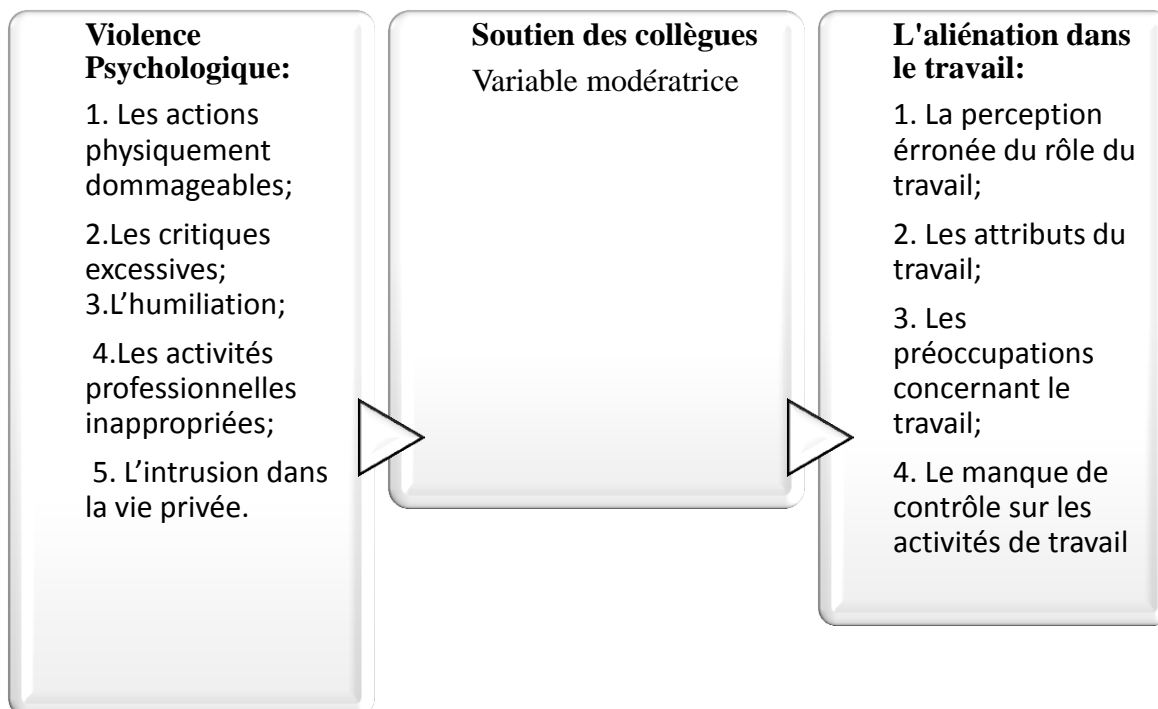 Violence
Psychologique:
1. Les actions
physiquement
dommageables;
2.Les critiques
excessives;
3.L’humiliation;
4.Les activités
professionnelles
inappropriées;
5. L’intrusion dans
la vie privée.
Soutien des collègues
Variable modératrice
L'aliénation dans
le travail:
1. La perception
érronée du rôle du
travail;
2. Les attributs du
travail;
3. Les
préoccupations
concernant le
travail;
4. Le manque de
contrôle sur les
activités de travail